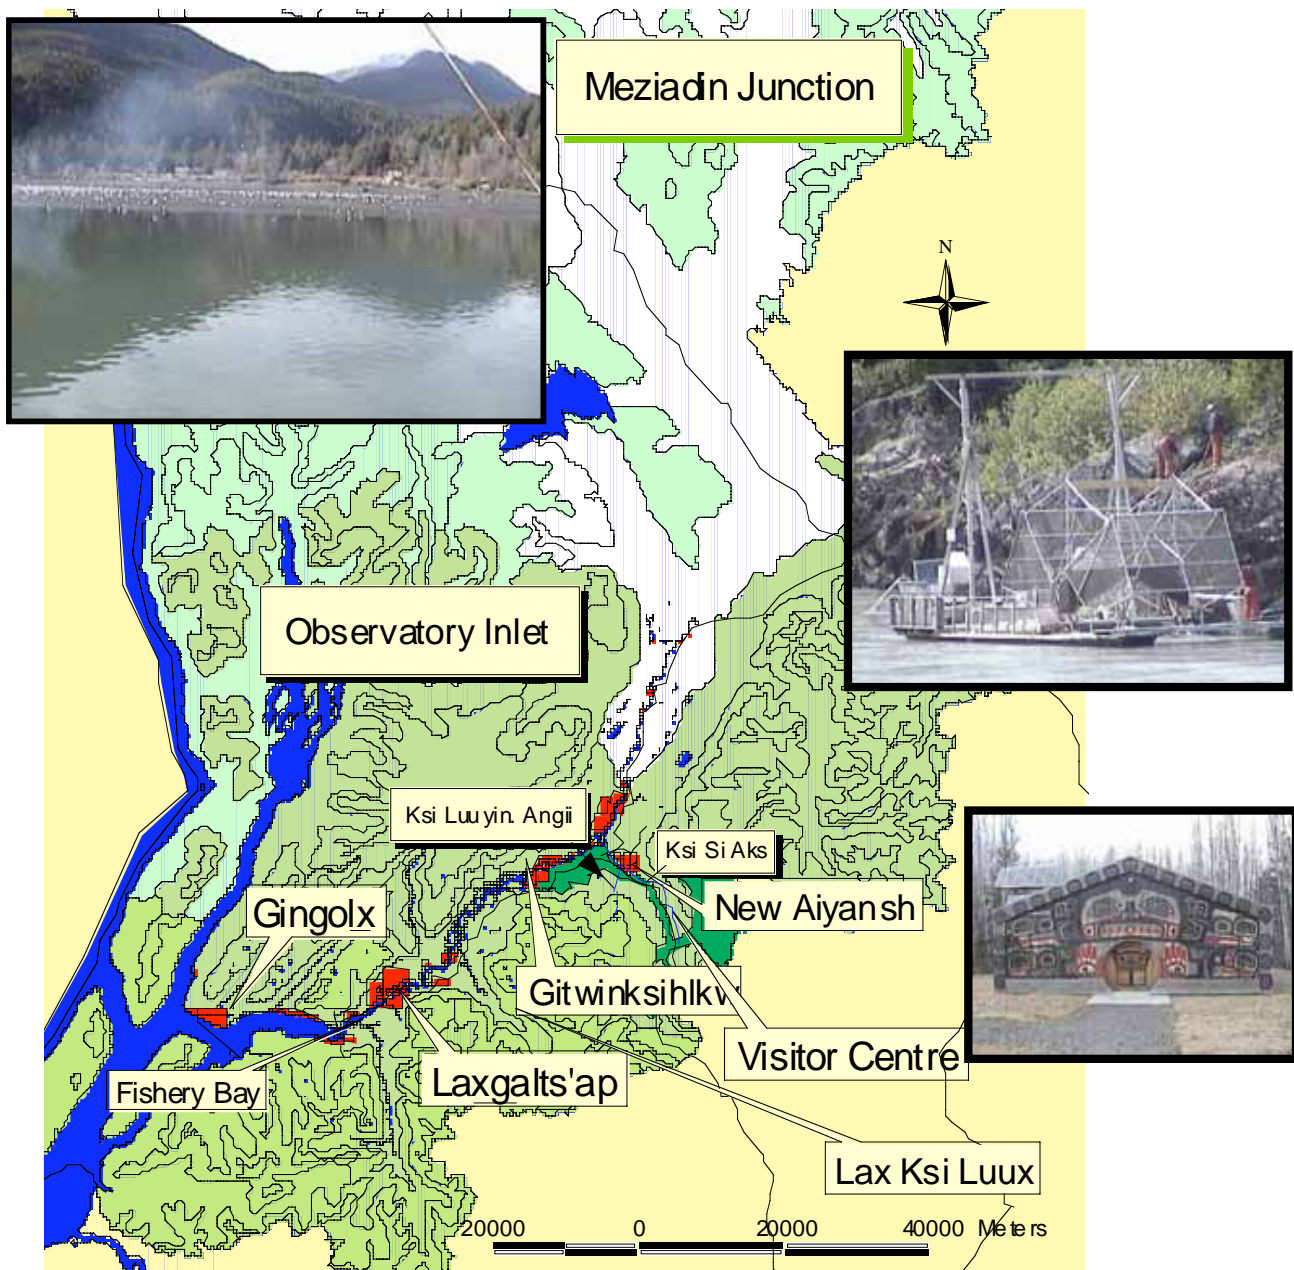 Meziadin Junction
N
Observatory Inlet
Ksi Luuyin. Angii
Ksi Si Aks
New Aiyansh
Gingolx
Gitwinksihlkw
Visitor Centre
Fishery Bay
Laxgalts'ap
Lax Ksi Luux
20000 0 20000 40000 Meters